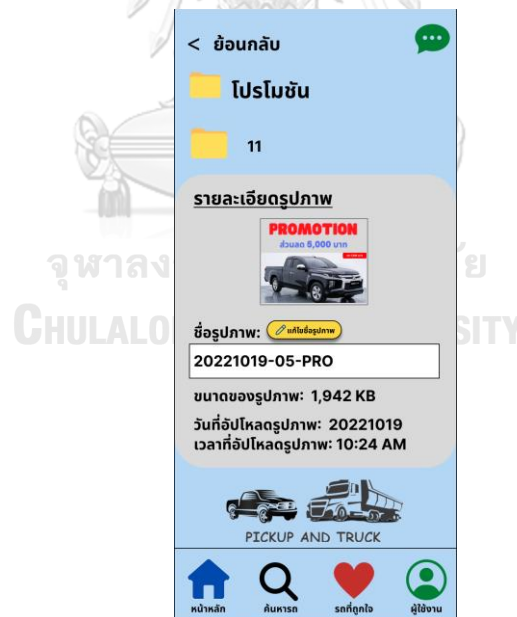 < ย้อนกลับ
โปรโมชัน
11
รายละเอียดรูปภาพ
PROMOTION
ส่วนลด 5,000 บาท
ชื่อรูปภาพ: แก้ไขชื่อรูปภาพ
20221019-05-PRO
ขนาดของรูปภาพ: 1,942 KB
วันที่อัปโหลดรูปภาพ: 20221019
เวลาที่อัปโหลดรูปภาพ: 10:24 AM
PICKUP AND TRUCK
หน้าหลัก ค้นหารถ รถที่ถูกใจ ผู้ใช้งาน